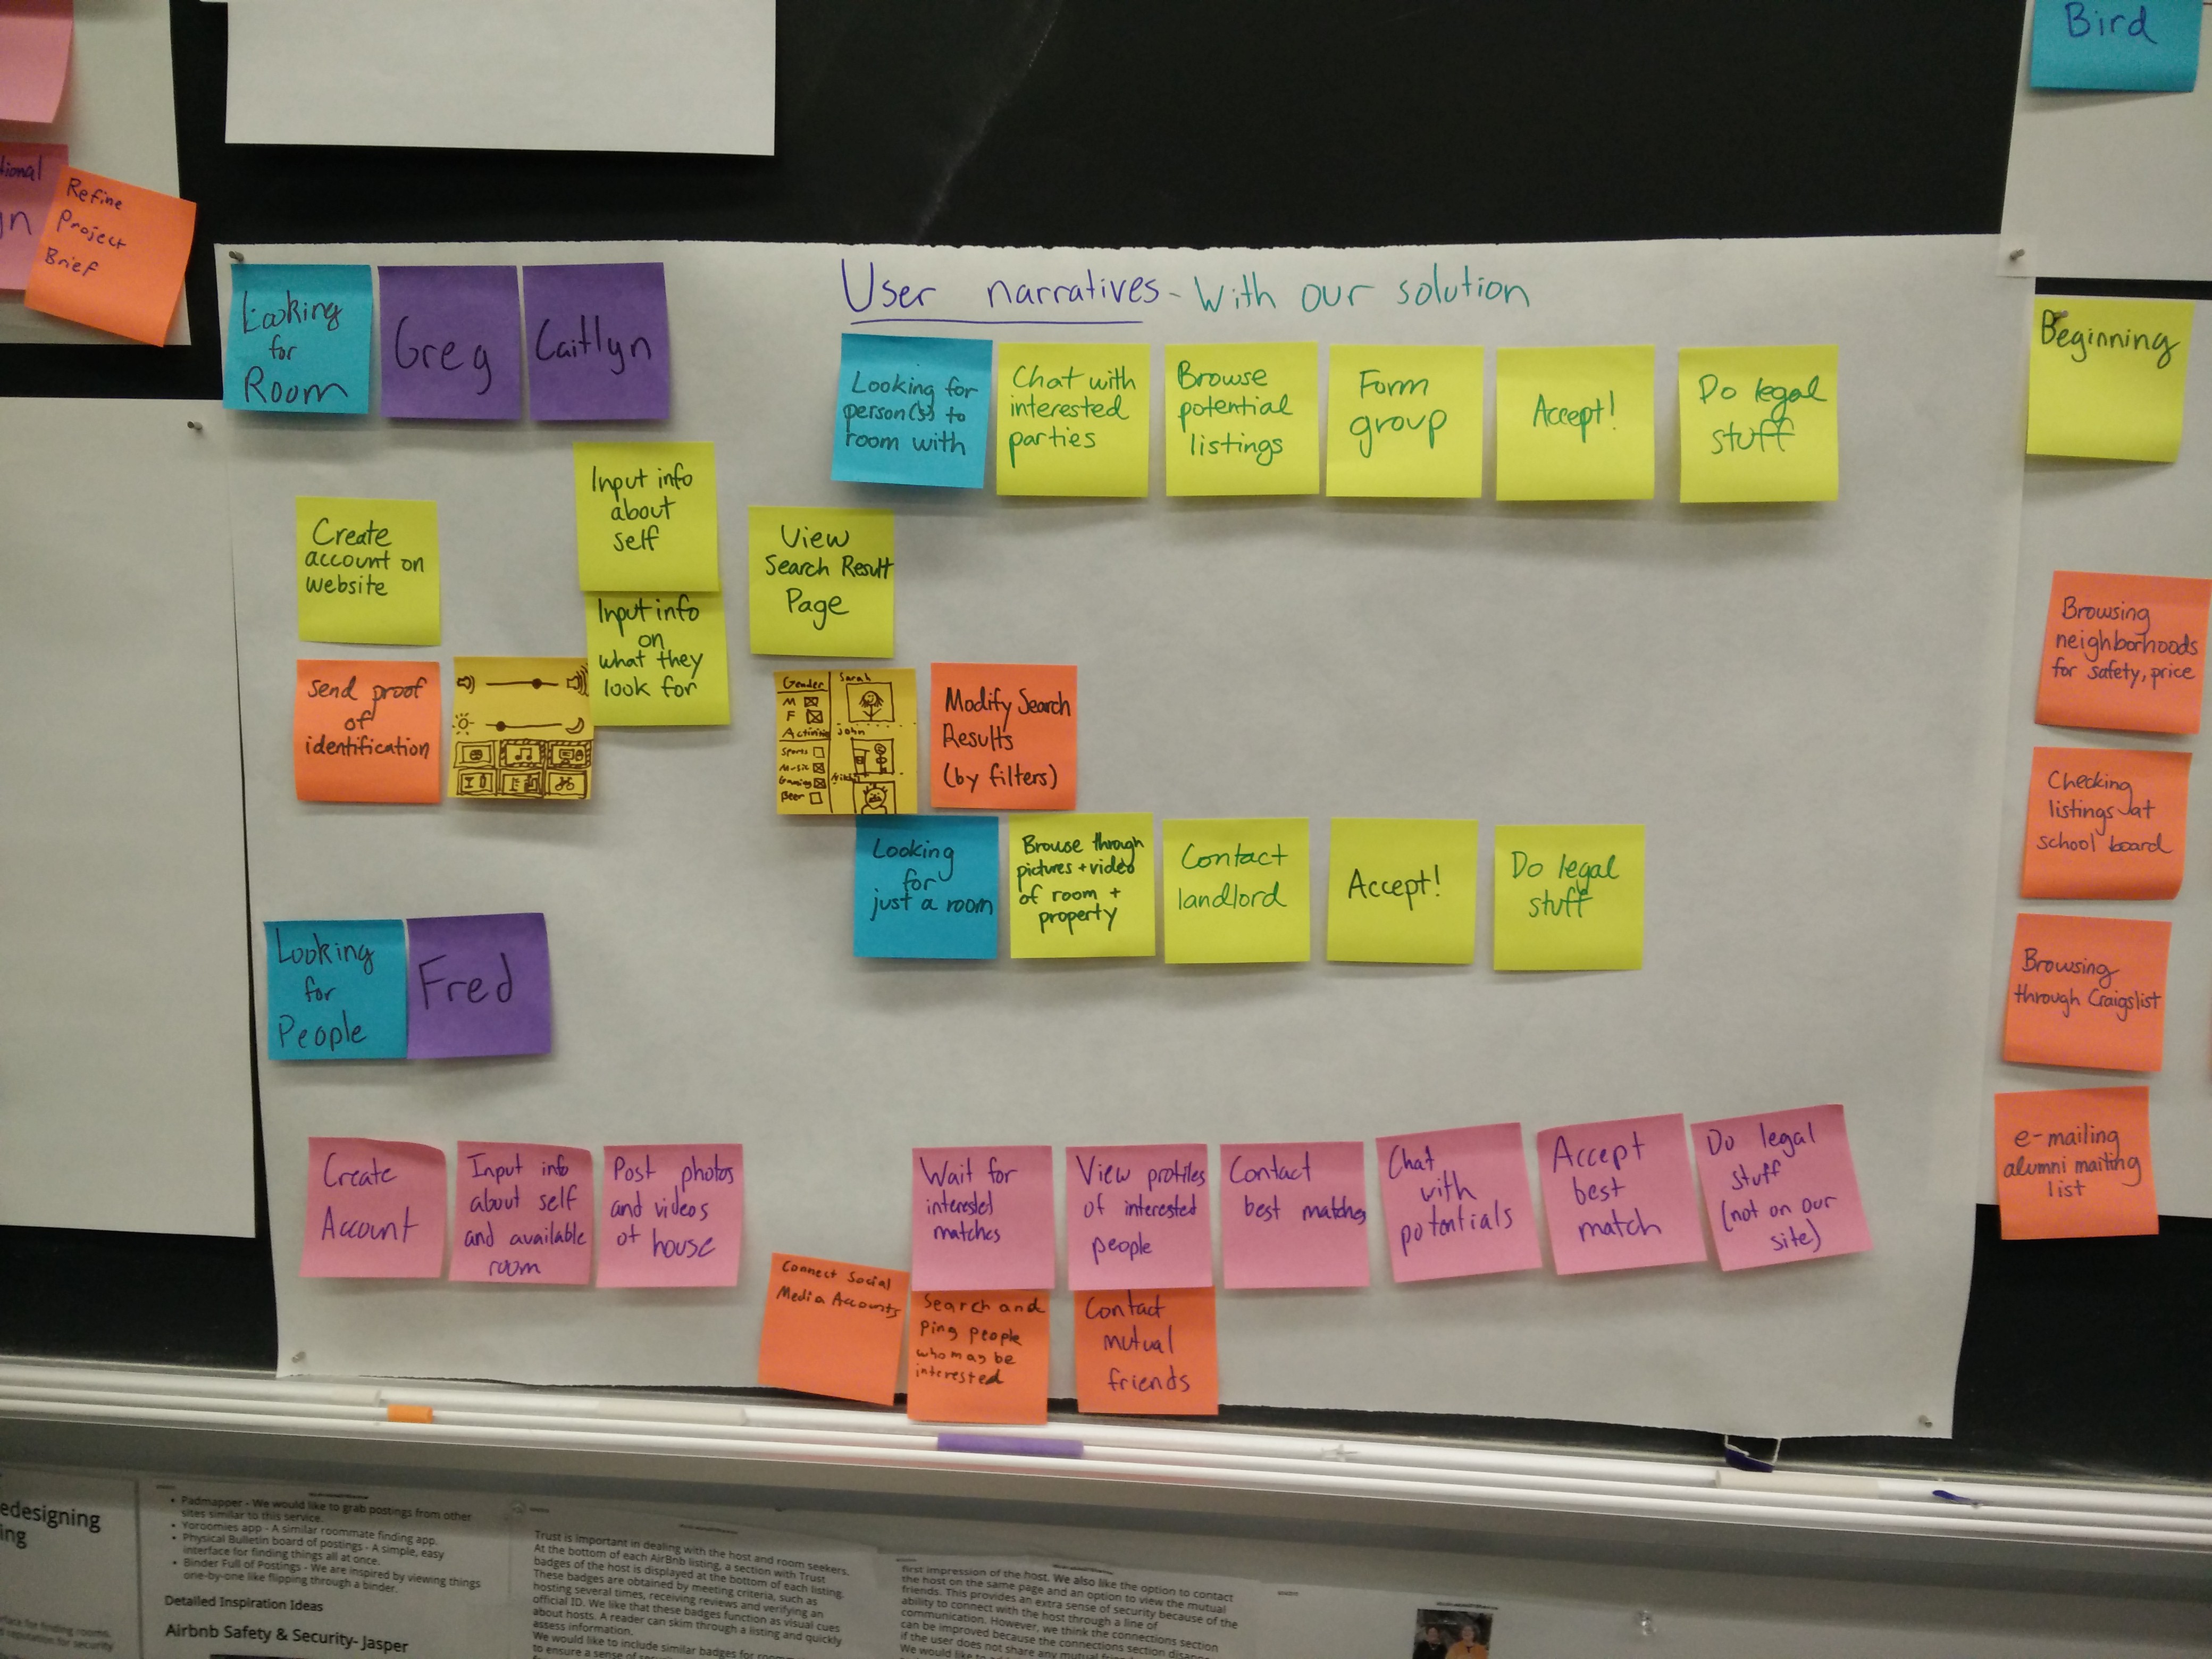 Bird
tional
Refine
Project
Brief
User narratives - With our solution
Looking
for
Room
Greg
Caitlyn
Looking for
person(s) to
room with
Chat with
interested
parties
Browse
potential
listings
Form
group
Accept!
Do legal
stuff
Create
account on
website
Input info
about
self
Input info
on
what they
look for
View
Search Result
Page
Send proof
of
identification
Gender
M
F
Activities
Sports
Music
Gaming
Beer
Sarah
John
Modify Search
Results
(by filters)
Looking
for
just a room
Browse through
pictures + video
of room +
property
Contact
landlord
Accept!
Do legal
stuff
Looking
for
People
Fred
Create
Account
Input info
about self
and available
room
Post photos
and videos
of house
Wait for
interested
matches
View profiles
of interested
people
Contact
best matches
Chat
with
potentials
Accept
best
match
Do legal
stuff
(not on our
site)
Connect Social
Media Accounts
Search and
Ping people
who may be
interested
Contact
mutual
friends
Beginning
Browsing
neighborhoods
for safety, price
Checking
listings at
school board
Browsing
through Craigslist
e-mailing
alumni mailing
list
edesigning
ing
• Padmapper - We would like to grab postings from other
sites similar to this service.
• Yoroomies app - A similar roommate finding app.
• Physical Bulletin board of postings - A simple, easy
interface for finding things all at once.
• Binder Full of Postings - We are inspired by viewing things
one-by-one like flipping through a binder.
Detailed Inspiration Ideas
Airbnb Safety & Security- Jasper
Trust is important in dealing with the host and room seekers.
At the bottom of each AirBnb listing, a section with Trust
badges of the host is displayed at the bottom of each listing.
These badges are obtained by meeting criteria, such as
hosting several times, receiving reviews and verifying an
official ID. We like that these badges function as visual cues
about hosts. A reader can skim through a listing and quickly
assess information.
We would like to include similar badges for
to ensure a sense of
first impression of the host. We also like the option to contact
the host on the same page and an option to view the mutual
friends. This provides an extra sense of security because of the
ability to connect with the host through a line of
communication. However, we think the connections section
can be improved because the connections section
if the user does not share any mutual
We would like to